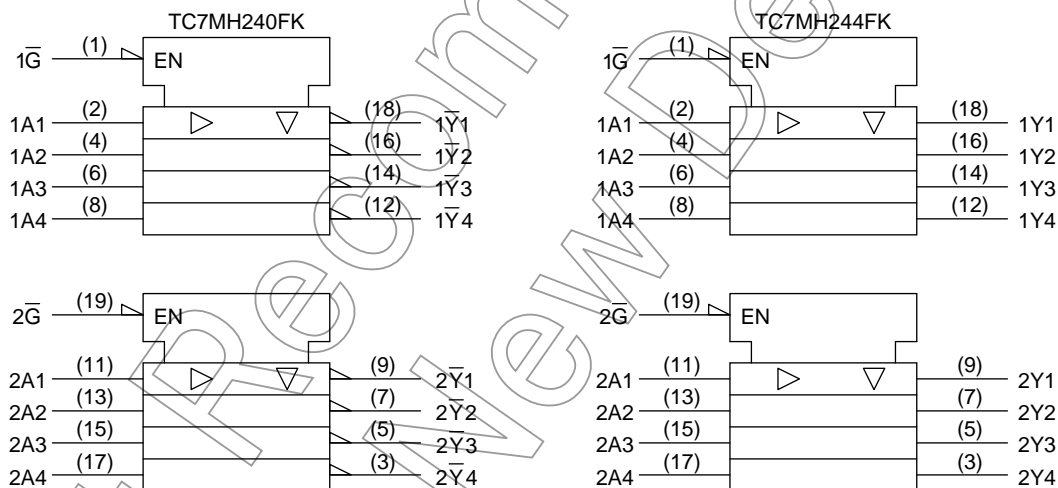 TC7MH240FK TC7MH244FK
1G̅ (1) EN 1G̅ (1) EN
1A1 (2) (18) 1Y̅1 1A1 (2) (18) 1Y1
1A2 (4) (16) 1Y̅2 1A2 (4) (16) 1Y2
1A3 (6) (14) 1Y̅3 1A3 (6) (14) 1Y3
1A4 (8) (12) 1Y̅4 1A4 (8) (12) 1Y4
2G̅ (19) EN 2G̅ (19) EN
2A1 (11) (9) 2Y̅1 2A1 (11) (9) 2Y1
2A2 (13) (7) 2Y̅2 2A2 (13) (7) 2Y2
2A3 (15) (5) 2Y̅3 2A3 (15) (5) 2Y3
2A4 (17) (3) 2Y̅4 2A4 (17) (3) 2Y4
Recom
New De